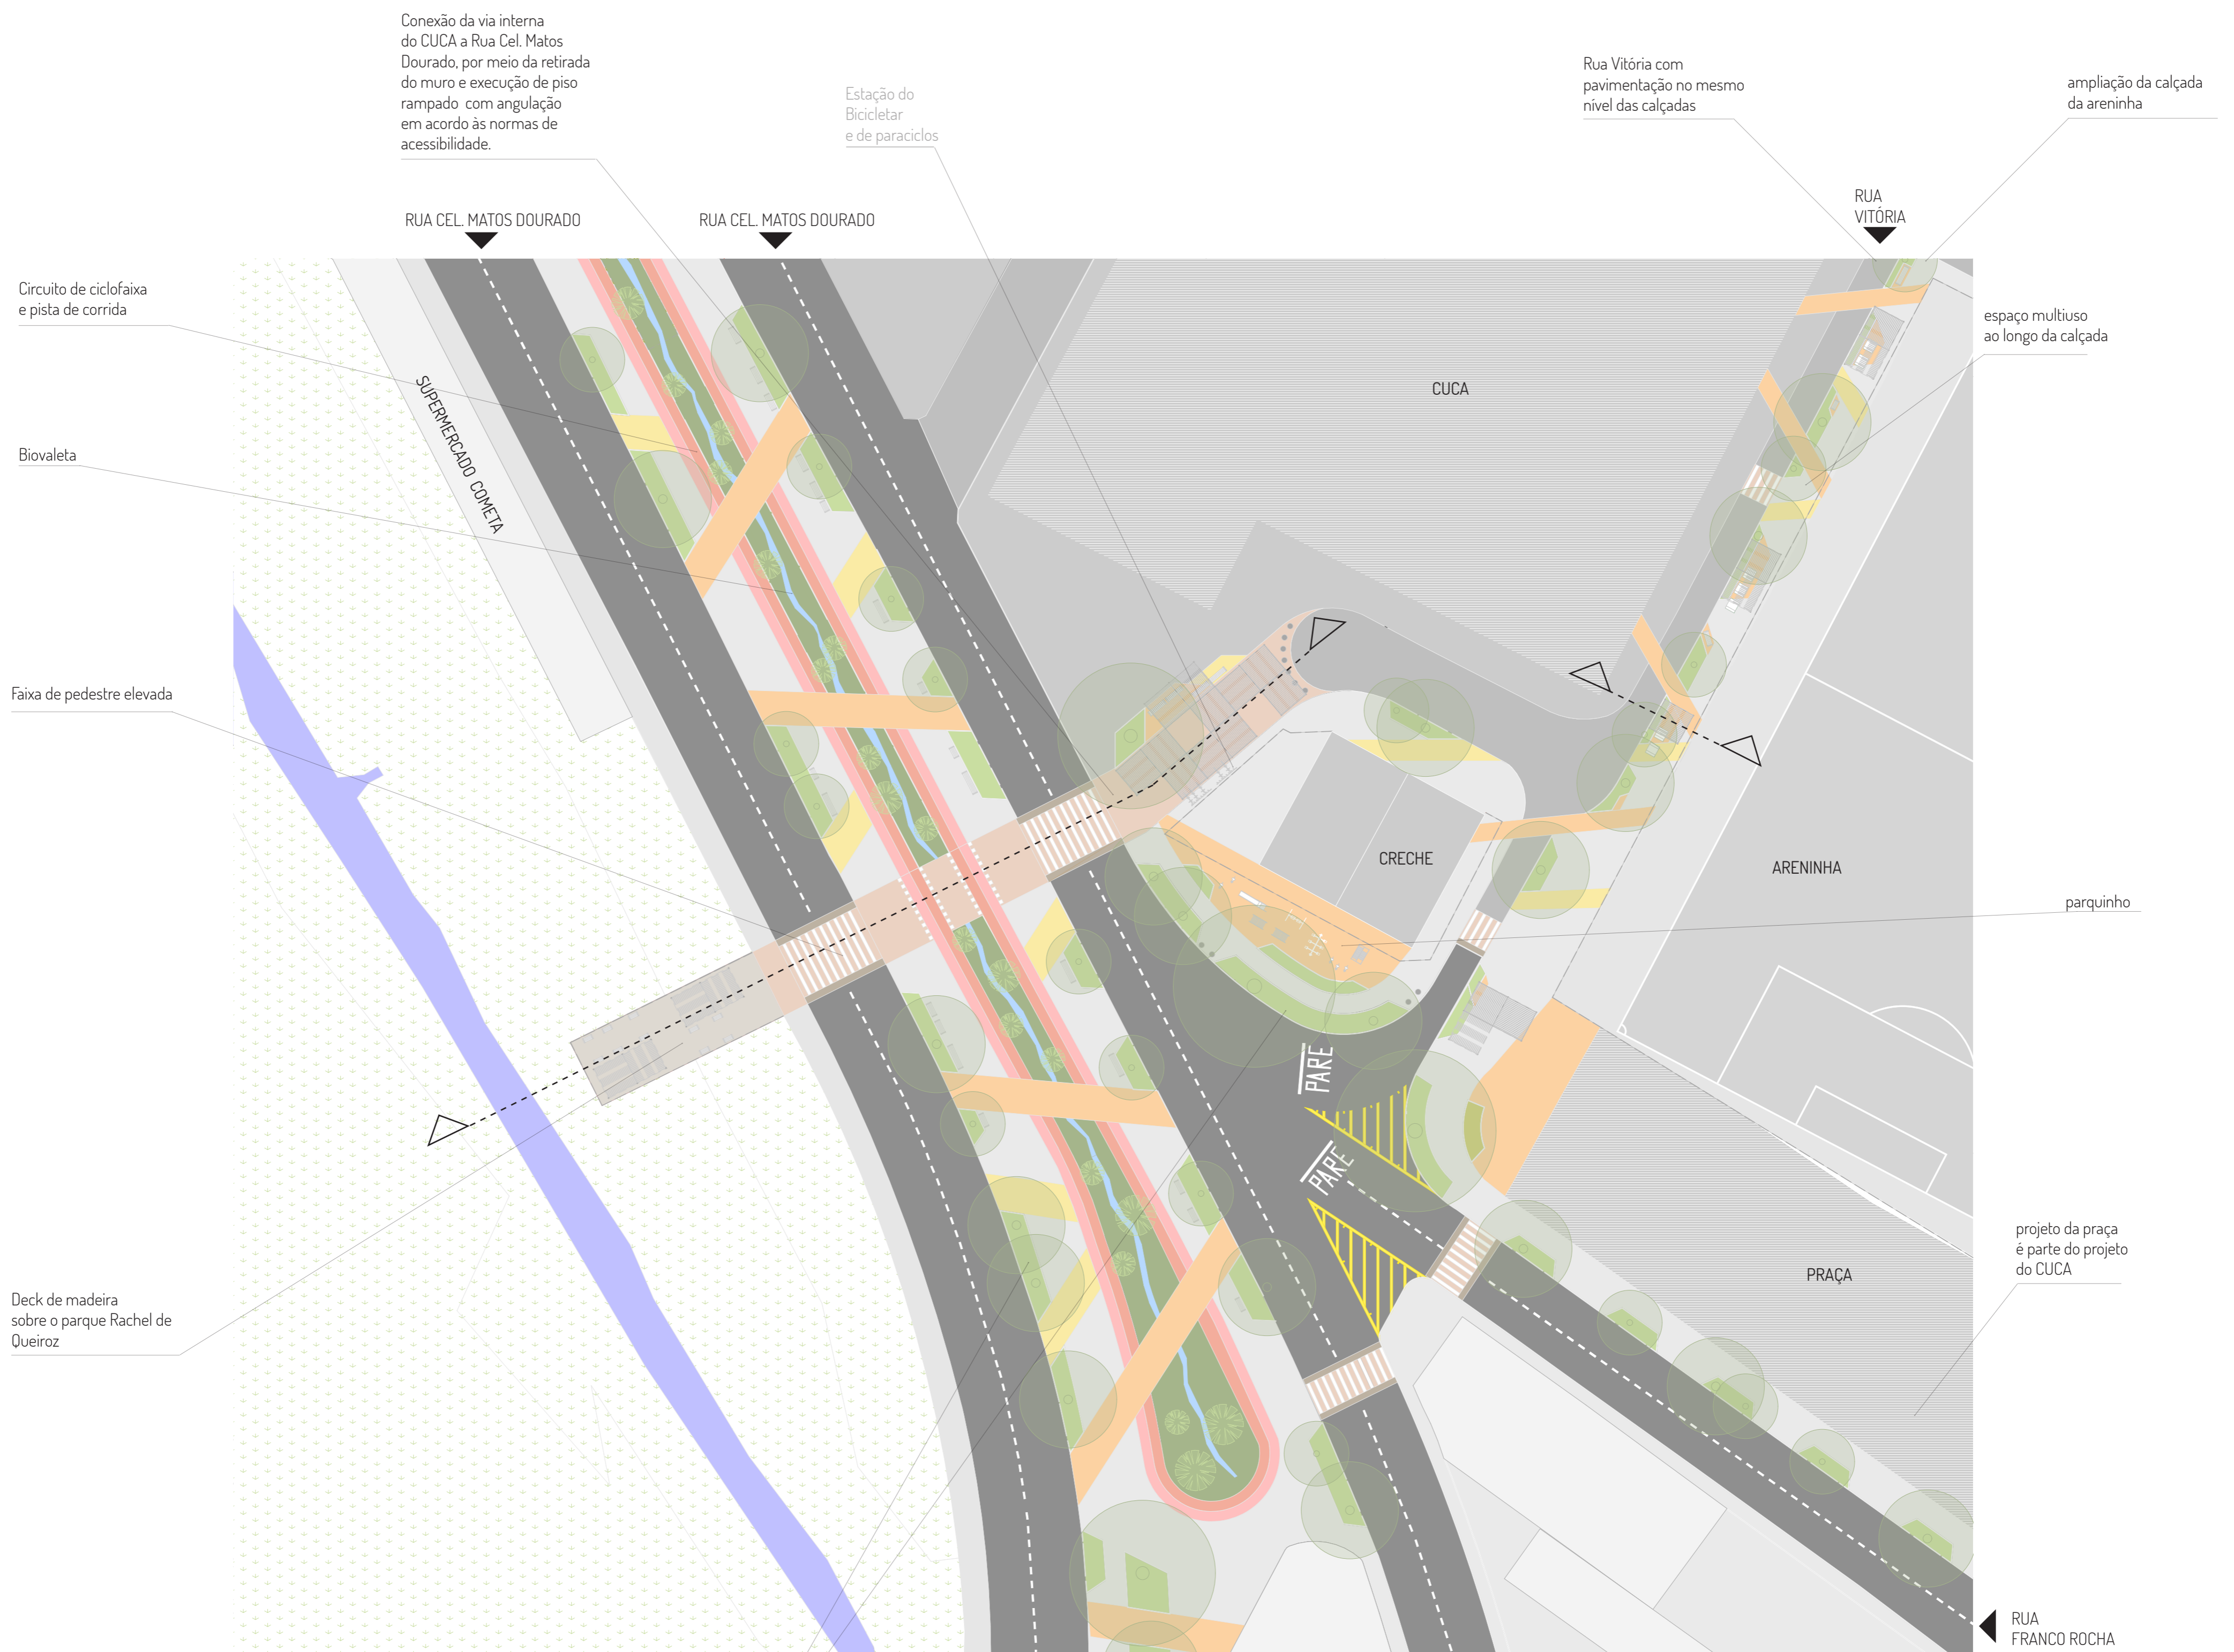 Conexão da via interna
do CUCA a Rua Cel. Matos
Dourado, por meio da retirada
do muro e execução de piso
rampado com angulação
em acordo às normas de
acessibilidade.
Estação do
Bicicletar
e de paraciclos
Rua Vitória com
pavimentação no mesmo
nível das calçadas
ampliação da calçada
da areninha
RUA CEL. MATOS DOURADO
RUA CEL. MATOS DOURADO
RUA
VITÓRIA
Circuito de ciclofaixa
e pista de corrida
espaço multiuso
ao longo da calçada
SUPERMERCADO COMETA
CUCA
Biovaleta
Faixa de pedestre elevada
CRECHE
ARENINHA
parquinho
PARE
PARE
projeto da praça
é parte do projeto
do CUCA
PRAÇA
Deck de madeira
sobre o parque Rachel de
Queiroz
RUA
FRANCO ROCHA